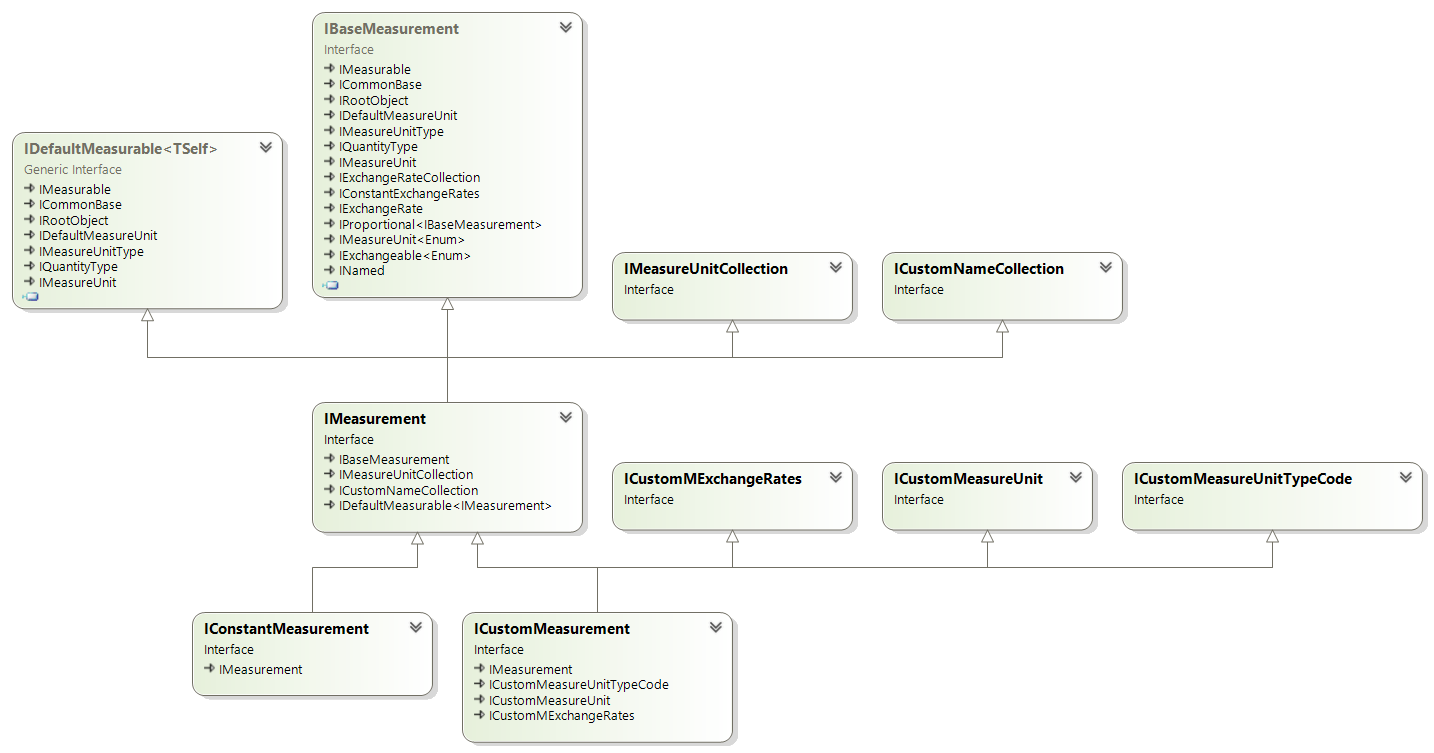 IBaseMeasurement
Interface
IMeasurable
ICommonBase
IRootObject
IDefaultMeasureUnit
IMeasureUnitType
IQuantityType
IMeasureUnit
IExchangeRateCollection
IConstantExchangeRates
IExchangeRate
IProportional<IBaseMeasurement>
IMeasureUnit<Enum>
IExchangeable<Enum>
INamed
IDefaultMeasurable<TSelf>
Generic Interface
IMeasurable
ICommonBase
IRootObject
IDefaultMeasureUnit
IMeasureUnitType
IQuantityType
IMeasureUnit
IMeasureUnitCollection
Interface
ICustomNameCollection
Interface
IMeasurement
Interface
IBaseMeasurement
IMeasureUnitCollection
ICustomNameCollection
IDefaultMeasurable<IMeasurement>
ICustomMExchangeRates
Interface
ICustomMeasureUnit
Interface
ICustomMeasureUnitTypeCode
Interface
IConstantMeasurement
Interface
IMeasurement
ICustomMeasurement
Interface
IMeasurement
ICustomMeasureUnitTypeCode
ICustomMeasureUnit
ICustomMExchangeRates